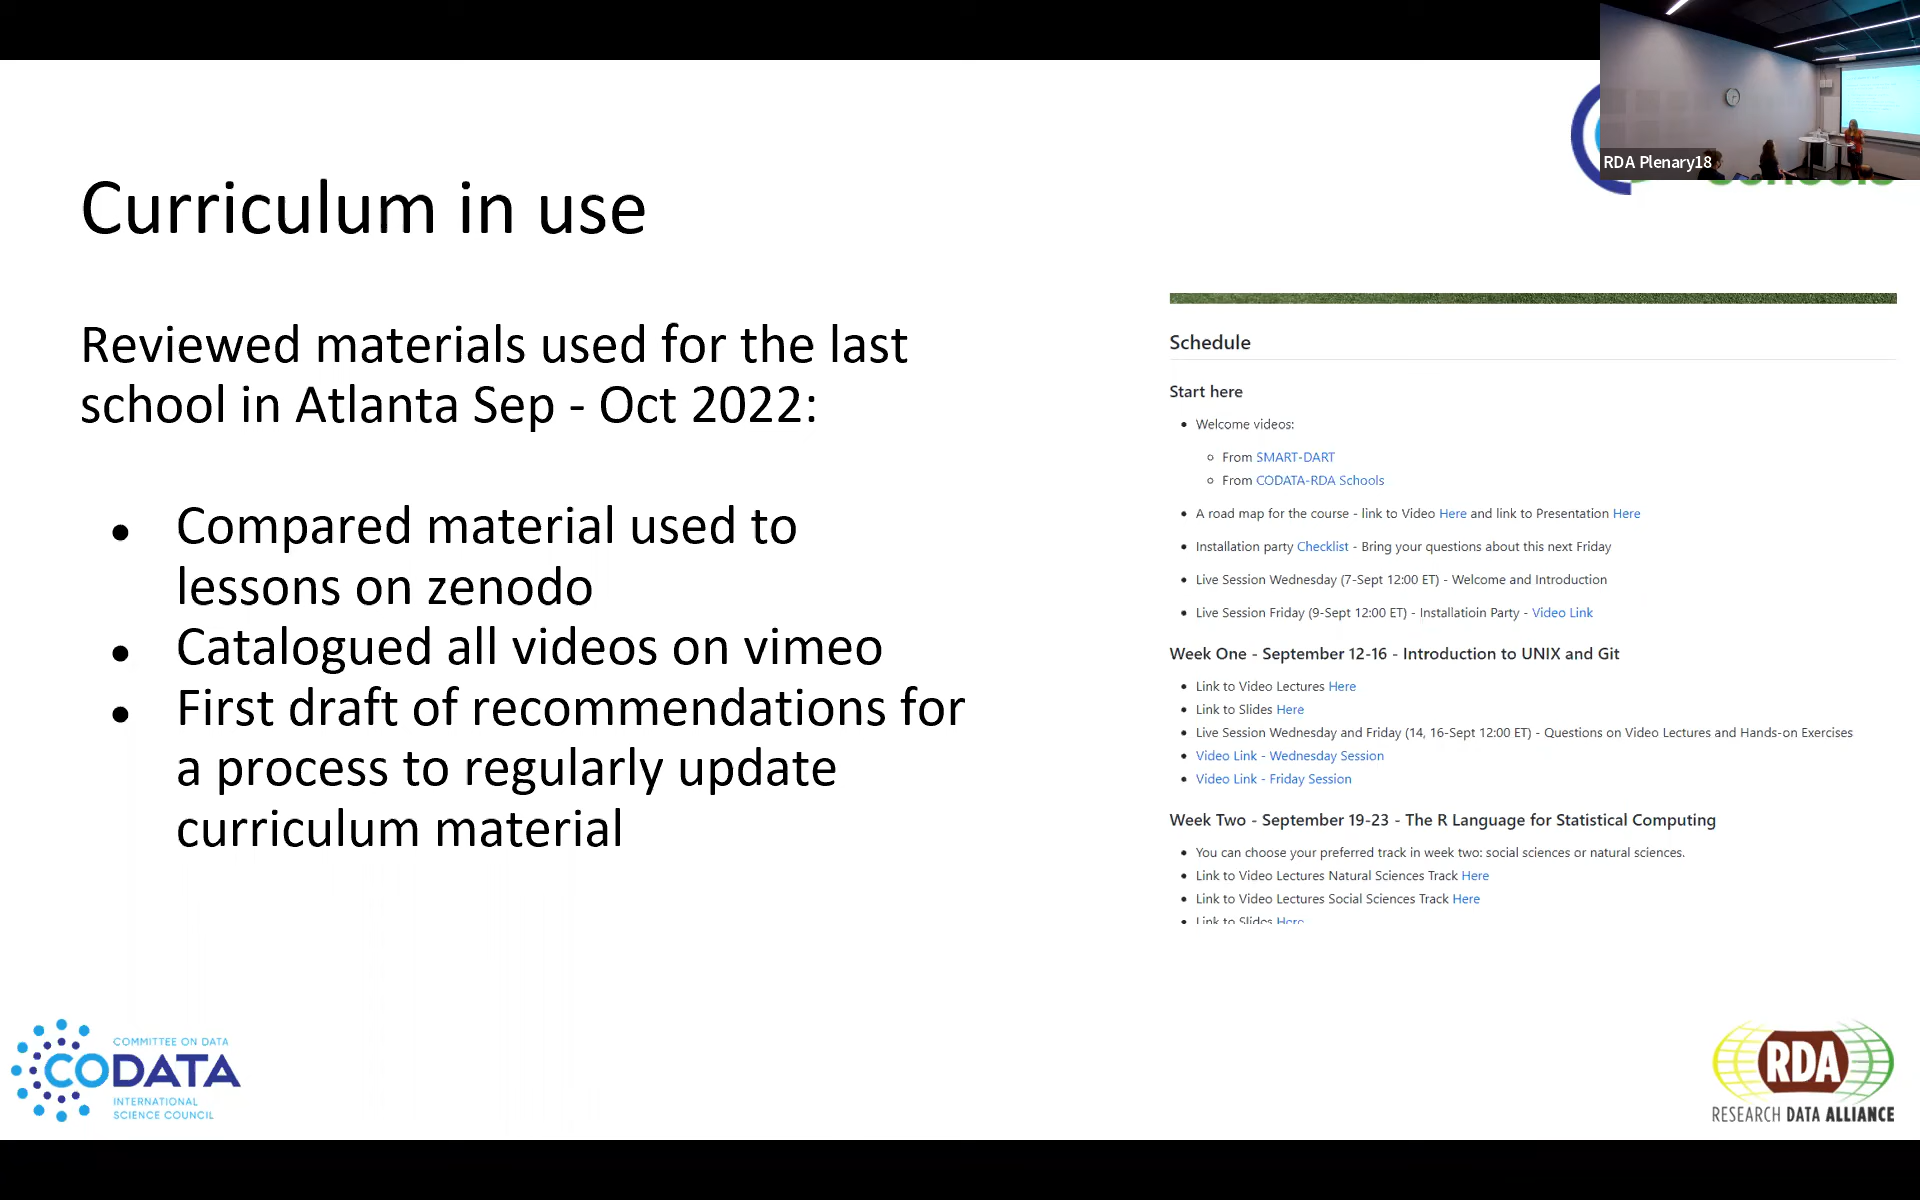 RDA Plenary18
Curriculum in use
Reviewed materials used for the last
school in Atlanta Sep - Oct 2022:
● Compared material used to
lessons on zenodo
● Catalogued all videos on vimeo
● First draft of recommendations for
a process to regularly update
curriculum material
Schedule
Start here
• Welcome videos:
○ From SMART-DART
○ From CODATA-RDA Schools
• A road map for the course - link to Video Here and link to Presentation Here
• Installation party Checklist - Bring your questions about this next Friday
• Live Session Wednesday (7-Sept 12:00 ET) - Welcome and Introduction
• Live Session Friday (9-Sept 12:00 ET) - Installatioin Party - Video Link
Week One - September 12-16 - Introduction to UNIX and Git
• Link to Video Lectures Here
• Link to Slides Here
• Live Session Wednesday and Friday (14, 16-Sept 12:00 ET) - Questions on Video Lectures and Hands-on Exercises
• Video Link - Wednesday Session
• Video Link - Friday Session
Week Two - September 19-23 - The R Language for Statistical Computing
• You can choose your preferred track in week two: social sciences or natural sciences.
• Link to Video Lectures Natural Sciences Track Here
• Link to Video Lectures Social Sciences Track Here
• Link to Slides Here
COMMITTEE ON DATA
CODATA
INTERNATIONAL
SCIENCE COUNCIL
RDA
RESEARCH DATA ALLIANCE